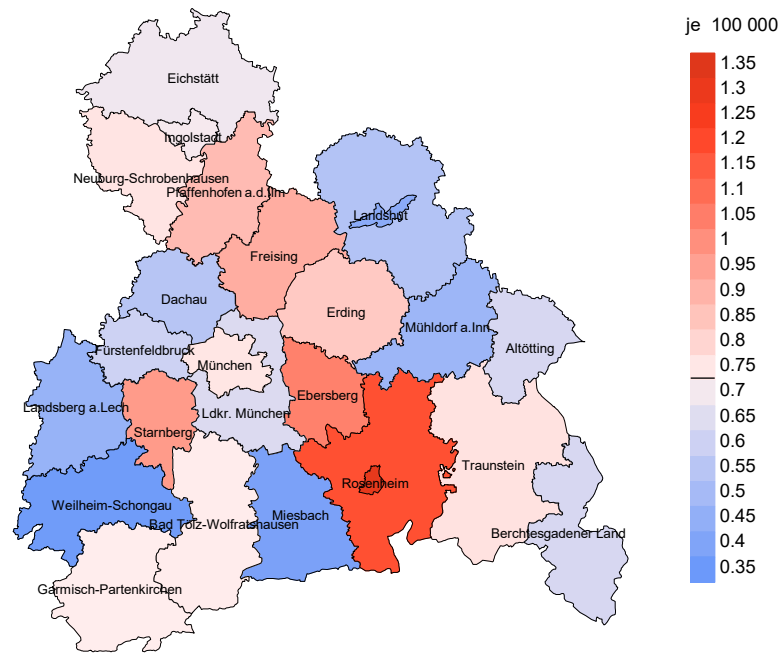 je 100 000
Eichstätt
Ingolstadt
Neuburg-Schrobenhausen
Pfaffenhofen a.d.Ilm
Landshut
Freising
Dachau
Erding
Mühldorf a.Inn
Altötting
Fürstenfeldbruck
München
Landsberg a.Lech
Ldkr. München
Ebersberg
Starnberg
Traunstein
Rosenheim
Weilheim-Schongau
Miesbach
Bad Tölz-Wolfratshausen
Berchtesgadener Land
Garmisch-Partenkirchen
1.35
1.3
1.25
1.2
1.15
1.1
1.05
1
0.95
0.9
0.85
0.8
0.75
0.7
0.65
0.6
0.55
0.5
0.45
0.4
0.35